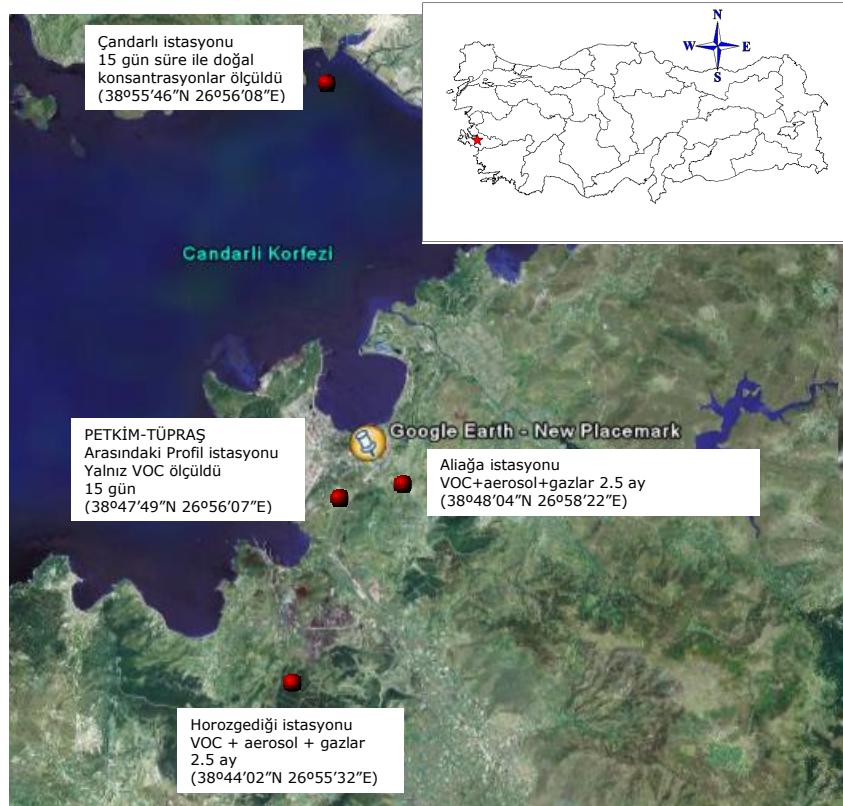 Çandarlı istasyonu
15 gün süre ile doğal
konsantrasyonlar ölçüldü
(38º55’46”N 26º56’08”E)
N
W
E
S
Candarli Korfezi
Google Earth - New Placemark
PETKİM-TÜPRAŞ
Arasındaki Profil istasyonu
Yalnız VOC ölçüldü
15 gün
(38º47’49”N 26º56’07”E)
Aliağa istasyonu
VOC+aerosol+gazlar 2.5 ay
(38º48’04”N 26º58’22”E)
Horozgediği istasyonu
VOC + aerosol + gazlar
2.5 ay
(38º44’02”N 26º55’32”E)